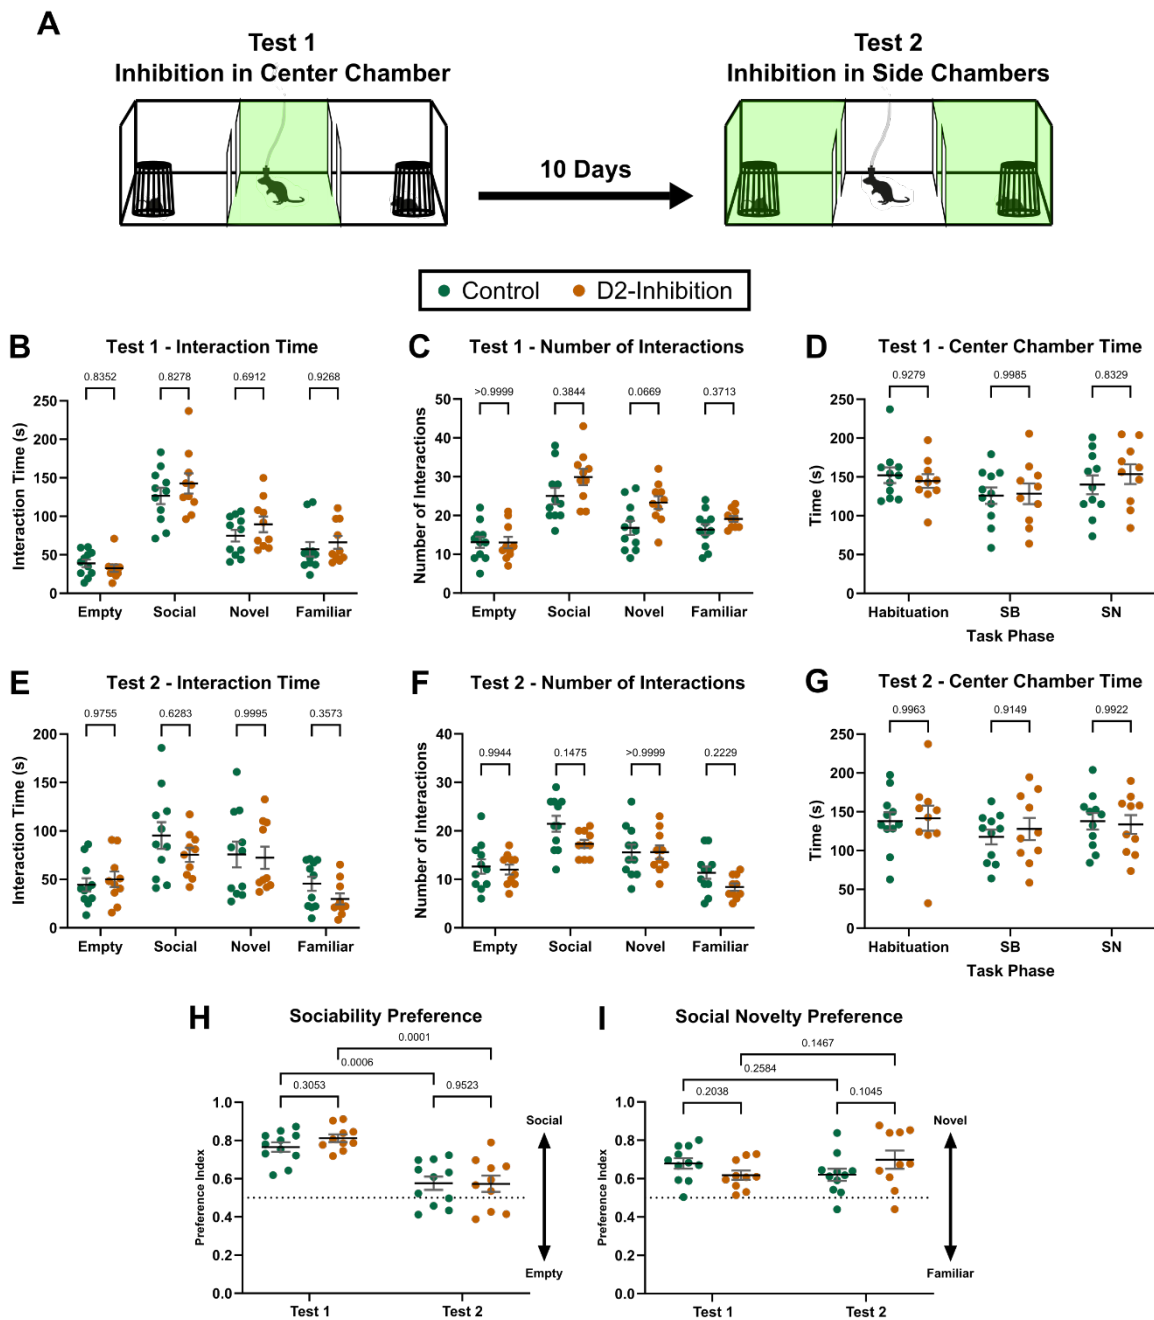 A
Test 1
Inhibition in Center Chamber
Test 2
Inhibition in Side Chambers
10 Days
Control
D2-Inhibition
B
Test 1 - Interaction Time
0.8352
0.8278
0.6912
0.9268
Interaction Time (s)
250
200
150
100
50
0
Empty
Social
Novel
Familiar
C
Test 1 - Number of Interactions
>0.9999
0.3844
0.0669
0.3713
Number of Interactions
50
40
30
20
10
0
Empty
Social
Novel
Familiar
D
Test 1 - Center Chamber Time
0.9279
0.9985
0.8329
Time (s)
250
200
150
100
50
0
Habituation
SB
SN
Task Phase
E
Test 2 - Interaction Time
0.9755
0.6283
0.9995
0.3573
Interaction Time (s)
200
150
100
50
0
Empty
Social
Novel
Familiar
F
Test 2 - Number of Interactions
0.9944
0.1475
>0.9999
0.2229
Number of Interactions
40
30
20
10
0
Empty
Social
Novel
Familiar
G
Test 2 - Center Chamber Time
0.9963
0.9149
0.9922
Time (s)
250
200
150
100
50
0
Habituation
SB
SN
Task Phase
H
Sociability Preference
0.0001
0.0006
0.3053
0.9523
Preference Index
1.0
0.8
0.6
0.4
0.2
0.0
Test 1
Test 2
Social
Empty
I
Social Novelty Preference
0.1467
0.2584
0.2038
0.1045
Preference Index
1.0
0.8
0.6
0.4
0.2
0.0
Test 1
Test 2
Novel
Familiar